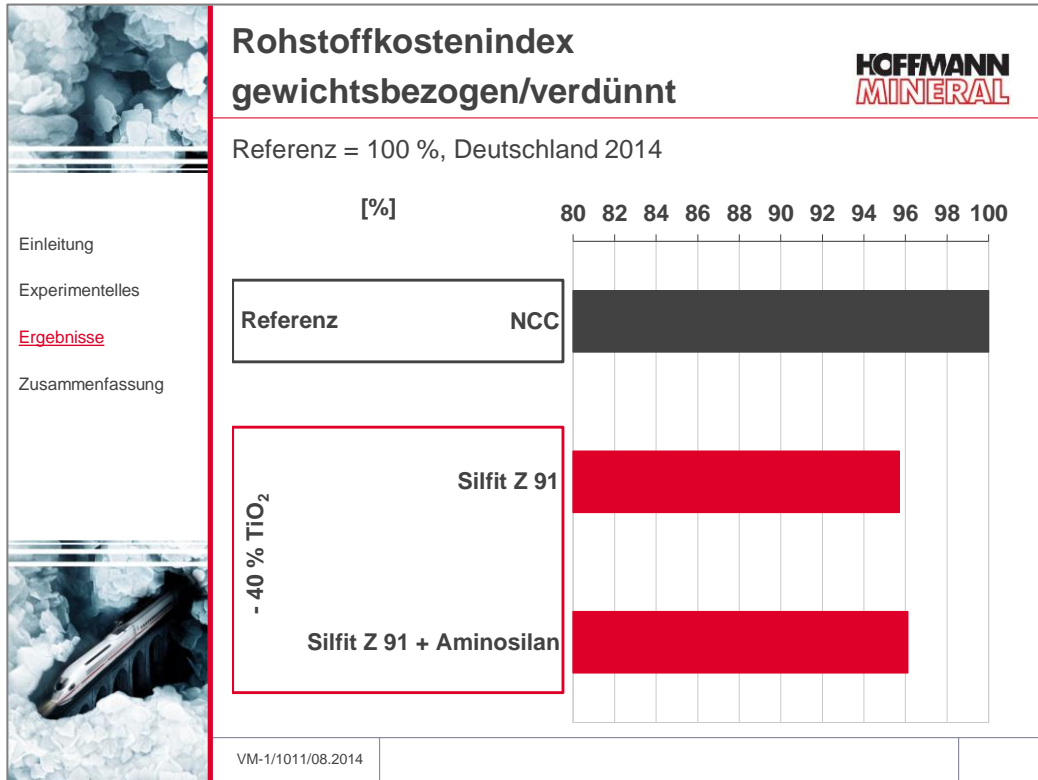 Rohstoffkostenindex
gewichtsbezogen/verdünnt
HOFFMANN
MINERAL
Referenz = 100 %, Deutschland 2014
Einleitung
Experimentelles
Ergebnisse
Zusammenfassung
[%]
80 82 84 86 88 90 92 94 96 98 100
Referenz NCC
- 40 % TiO₂
Silfit Z 91
Silfit Z 91 + Aminosilan
VM-1/1011/08.2014